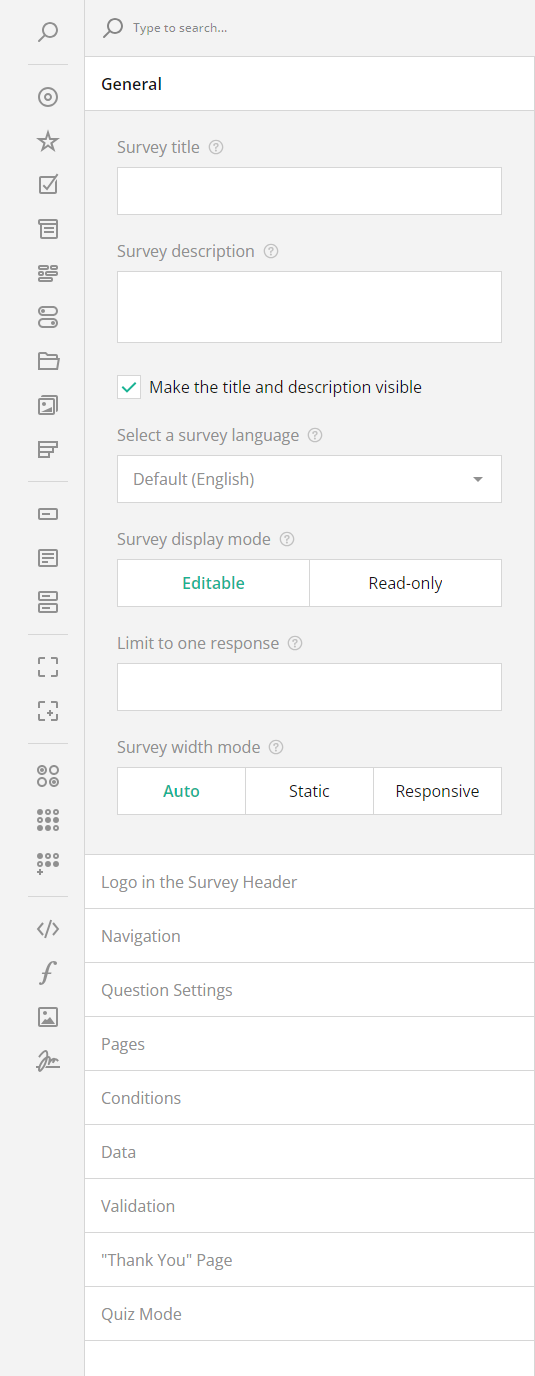 Type to search...
General
Survey title
Survey description
Make the title and description visible
Select a survey language
Default (English)
Survey display mode
Editable Read-only
Limit to one response
Survey width mode
Auto Static Responsive
Logo in the Survey Header
Navigation
Question Settings
Pages
Conditions
Data
Validation
"Thank You" Page
Quiz Mode